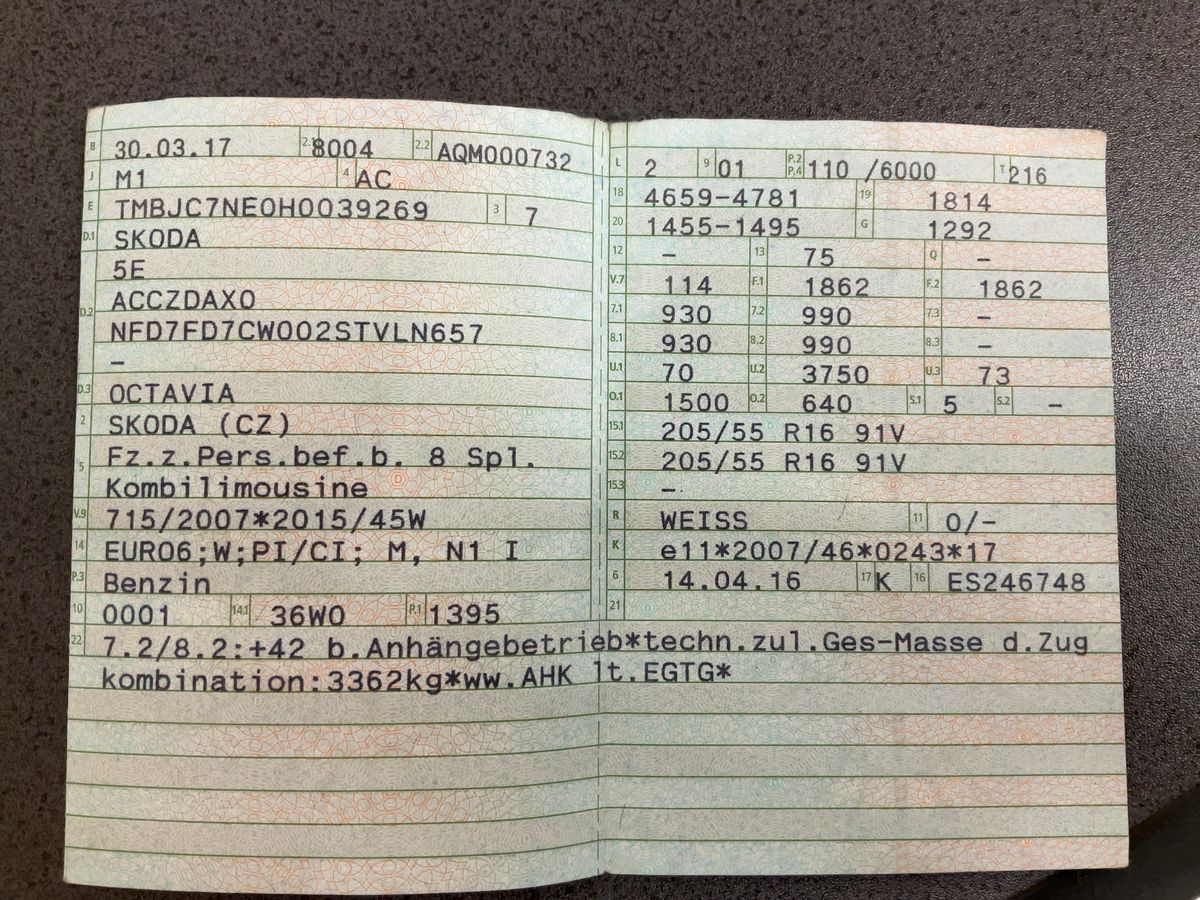 B 30.03.17 2.1 8004 2.2 AQM000732
J M1 4 AC
E TMBJC7NE0H0039269 3 7
D.1 SKODA
5E
D.2 ACCZDAX0
NFD7FD7CW002STVLN657
–
D.3 OCTAVIA
2 SKODA (CZ)
5 Fz.z.Pers.bef.b. 8 Spl.
Kombilimousine
V.9 715/2007*2015/45W
14 EURO6;W;PI/CI; M, N1 I
P.3 Benzin
10 0001 14.1 36W0 P.1 1395
L 2 9 01 P.2 P.4 110 /6000 T 216
18 4659-4781 19 1814
20 1455-1495 G 1292
12 – 13 75 Q –
V.7 114 F.1 1862 F.2 1862
7.1 930 7.2 990 7.3 –
8.1 930 8.2 990 8.3 –
U.1 70 U.2 3750 U.3 73
O.1 1500 O.2 640 S.1 5 S.2 –
15.1 205/55 R16 91V
15.2 205/55 R16 91V
15.3 –
R WEISS 11 0/-
K e11*2007/46*0243*17
6 14.04.16 17 K 16 ES246748
21
22 7.2/8.2:+42 b.Anhängebetrieb*techn.zul.Ges-Masse d.Zug
kombination:3362kg*ww.AHK lt.EGTG*